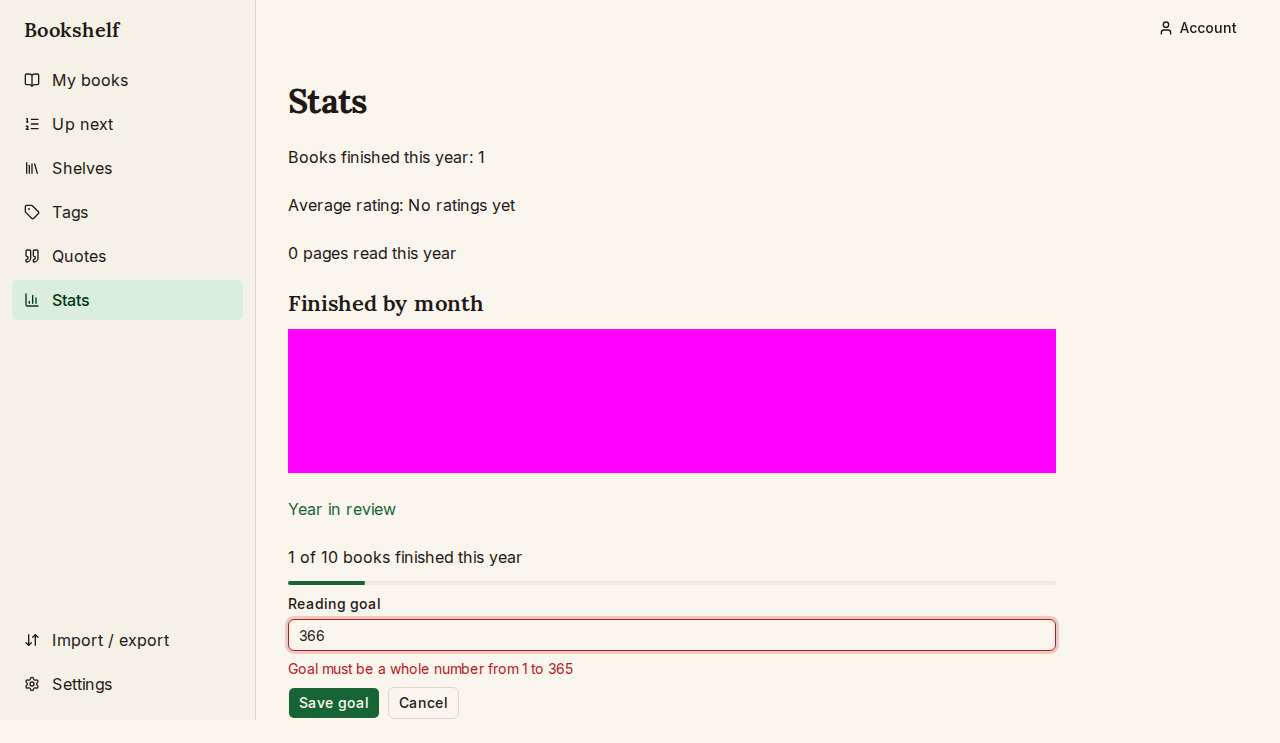 Bookshelf
My books
Up next
Shelves
Tags
Quotes
Stats
Import / export
Settings
Account
Stats
Books finished this year: 1
Average rating: No ratings yet
0 pages read this year
Finished by month
Year in review
1 of 10 books finished this year
Reading goal
366
Goal must be a whole number from 1 to 365
Save goal
Cancel